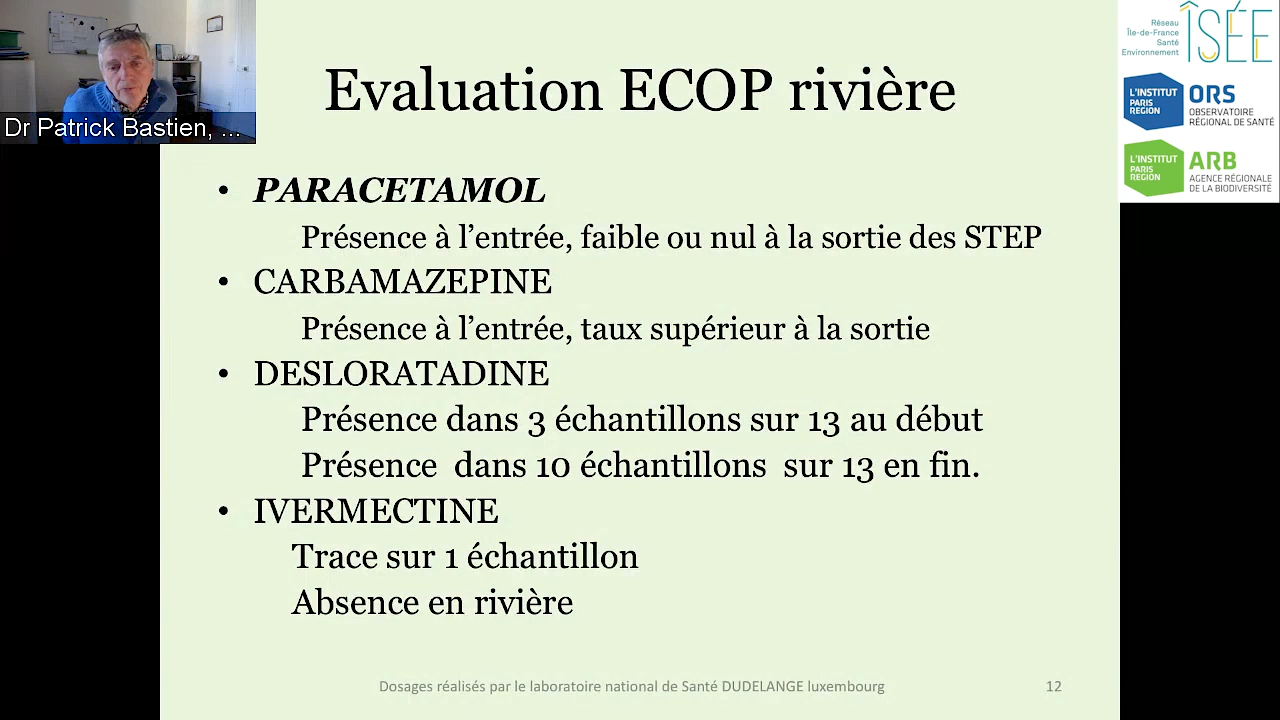 Evaluation ECOP rivière
Dr Patrick Bastien, ...
Réseau
Île-de-France
Santé
Environnement
ÎSÉE
L'INSTITUT
PARIS
REGION
ORS
OBSERVATOIRE
RÉGIONAL DE SANTÉ
L'INSTITUT
PARIS
REGION
ARB
AGENCE RÉGIONALE
DE LA BIODIVERSITÉ
• PARACETAMOL
Présence à l’entrée, faible ou nul à la sortie des STEP
• CARBAMAZEPINE
Présence à l’entrée, taux supérieur à la sortie
• DESLORATADINE
Présence dans 3 échantillons sur 13 au début
Présence dans 10 échantillons sur 13 en fin.
• IVERMECTINE
Trace sur 1 échantillon
Absence en rivière
Dosages réalisés par le laboratoire national de Santé DUDELANGE luxembourg
12